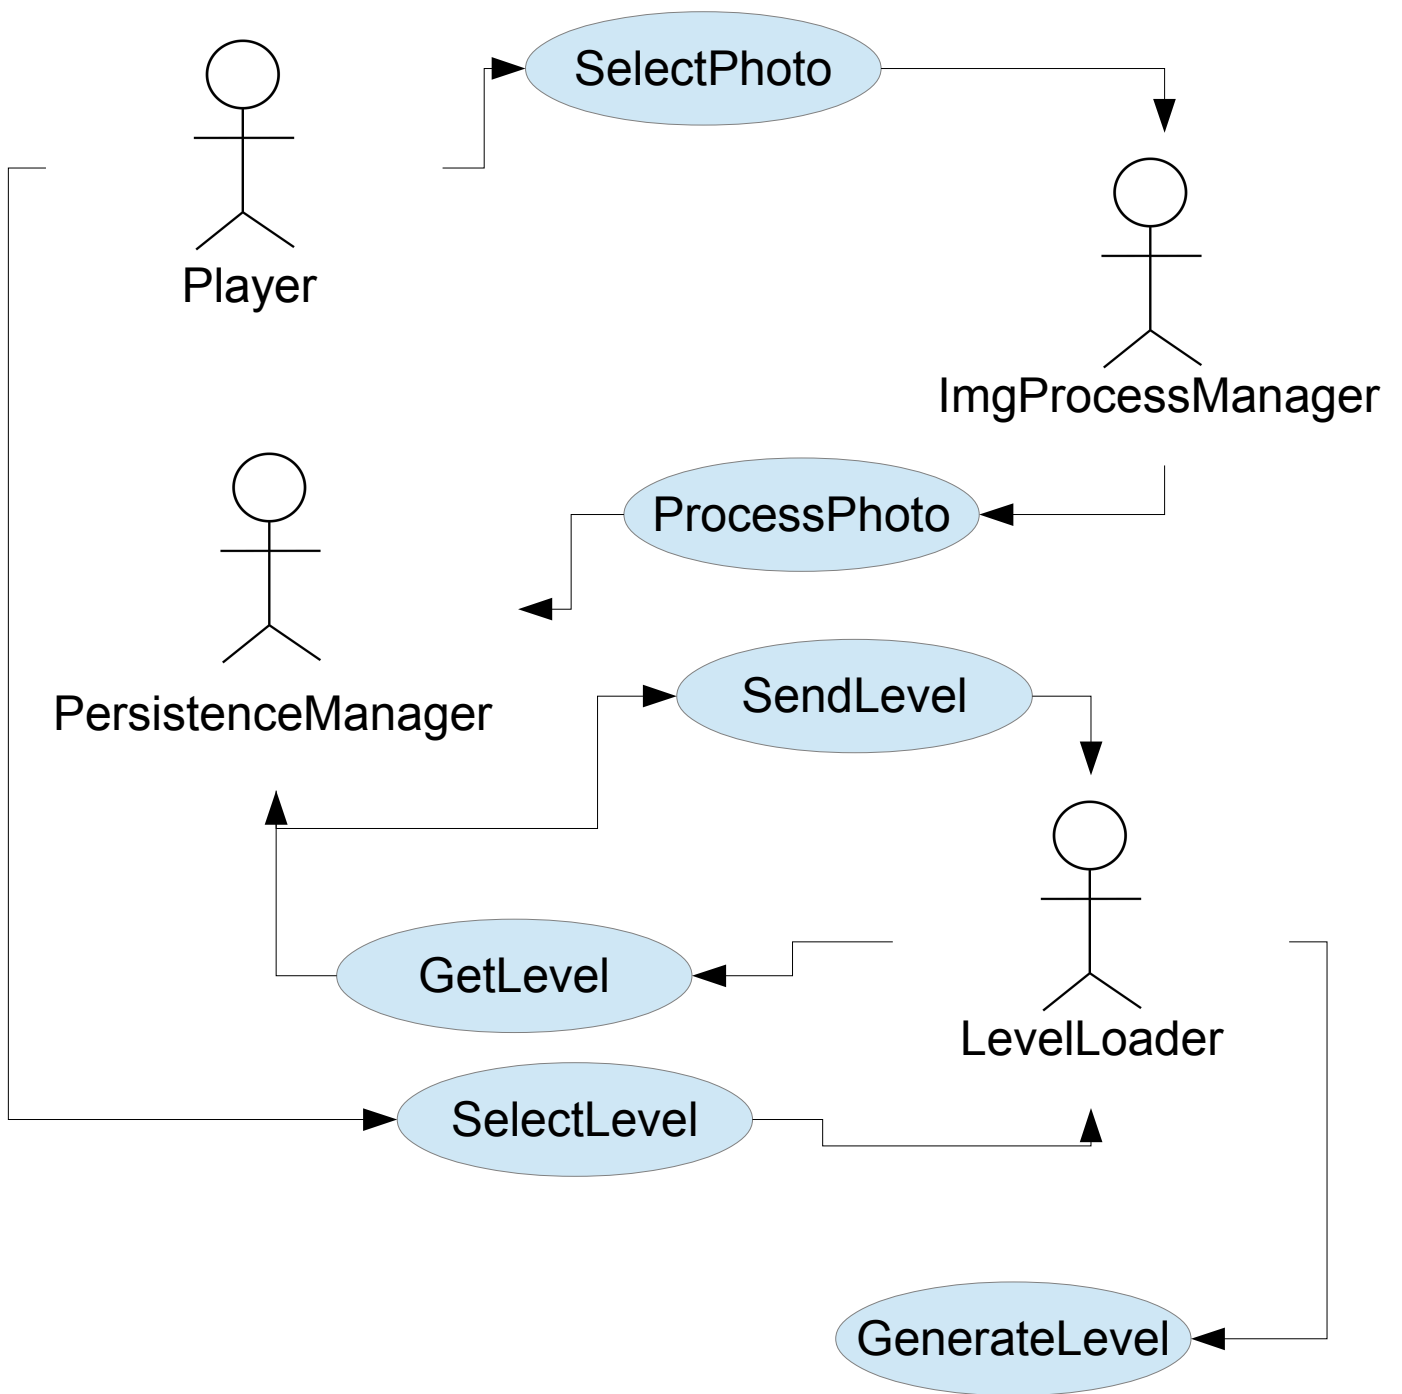 SelectPhoto
Player
ImgProcessManager
ProcessPhoto
SendLevel
PersistenceManager
GetLevel
LevelLoader
SelectLevel
GenerateLevel